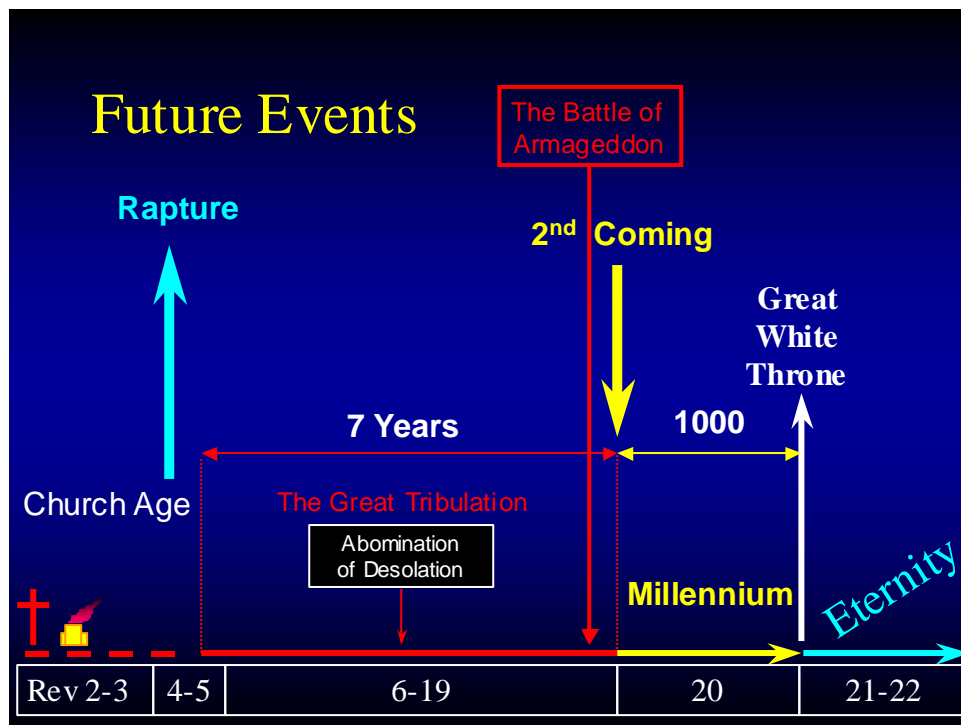 Future Events
The Battle of
Armageddon
Rapture
2nd Coming
Great
White
Throne
7 Years
1000
Church Age
The Great Tribulation
Abomination
of Desolation
Millennium
Eternity
Rev 2-3
4-5
6-19
20
21-22